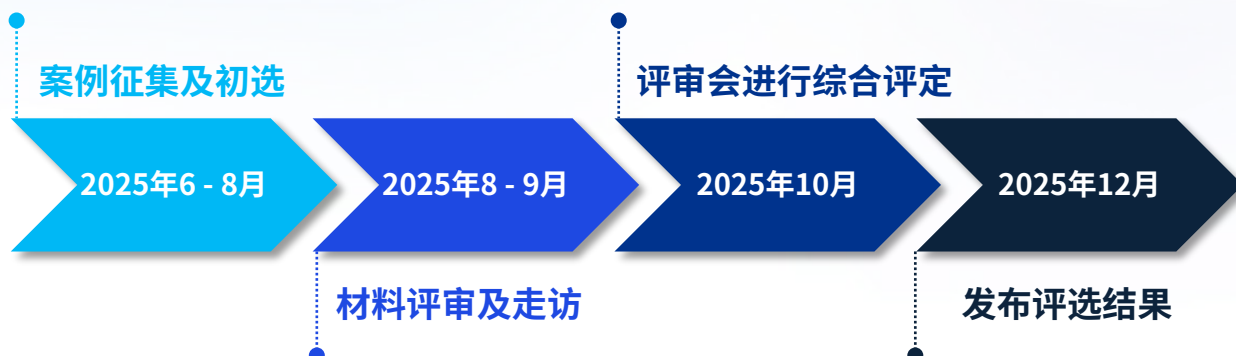 案例征集及初选
评审会进行综合评定
2025年6 - 8月
2025年8 - 9月
2025年10月
2025年12月
材料评审及走访
发布评选结果